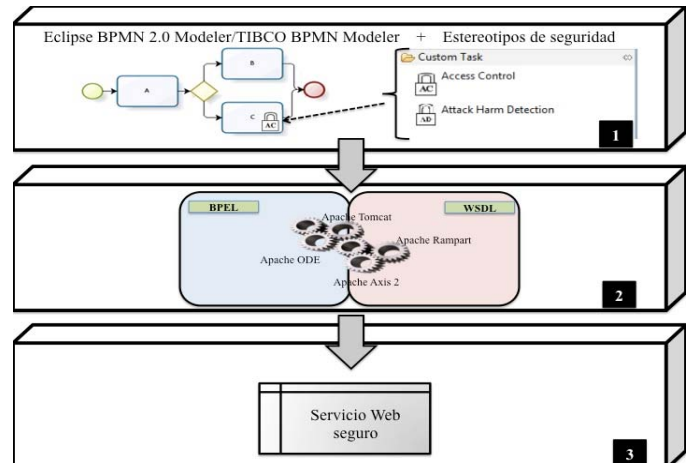 Eclipse BPMN 2.0 Modeler/TIBCO BPMN Modeler + Estereotipos de seguridad
Custom Task
Access Control
AC
Attack Harm Detection
AD
A
B
C
AC
1
BPEL
WSDL
Apache Tomcat
Apache Rampart
Apache ODE
Apache Axis 2
2
Servicio Web
seguro
3